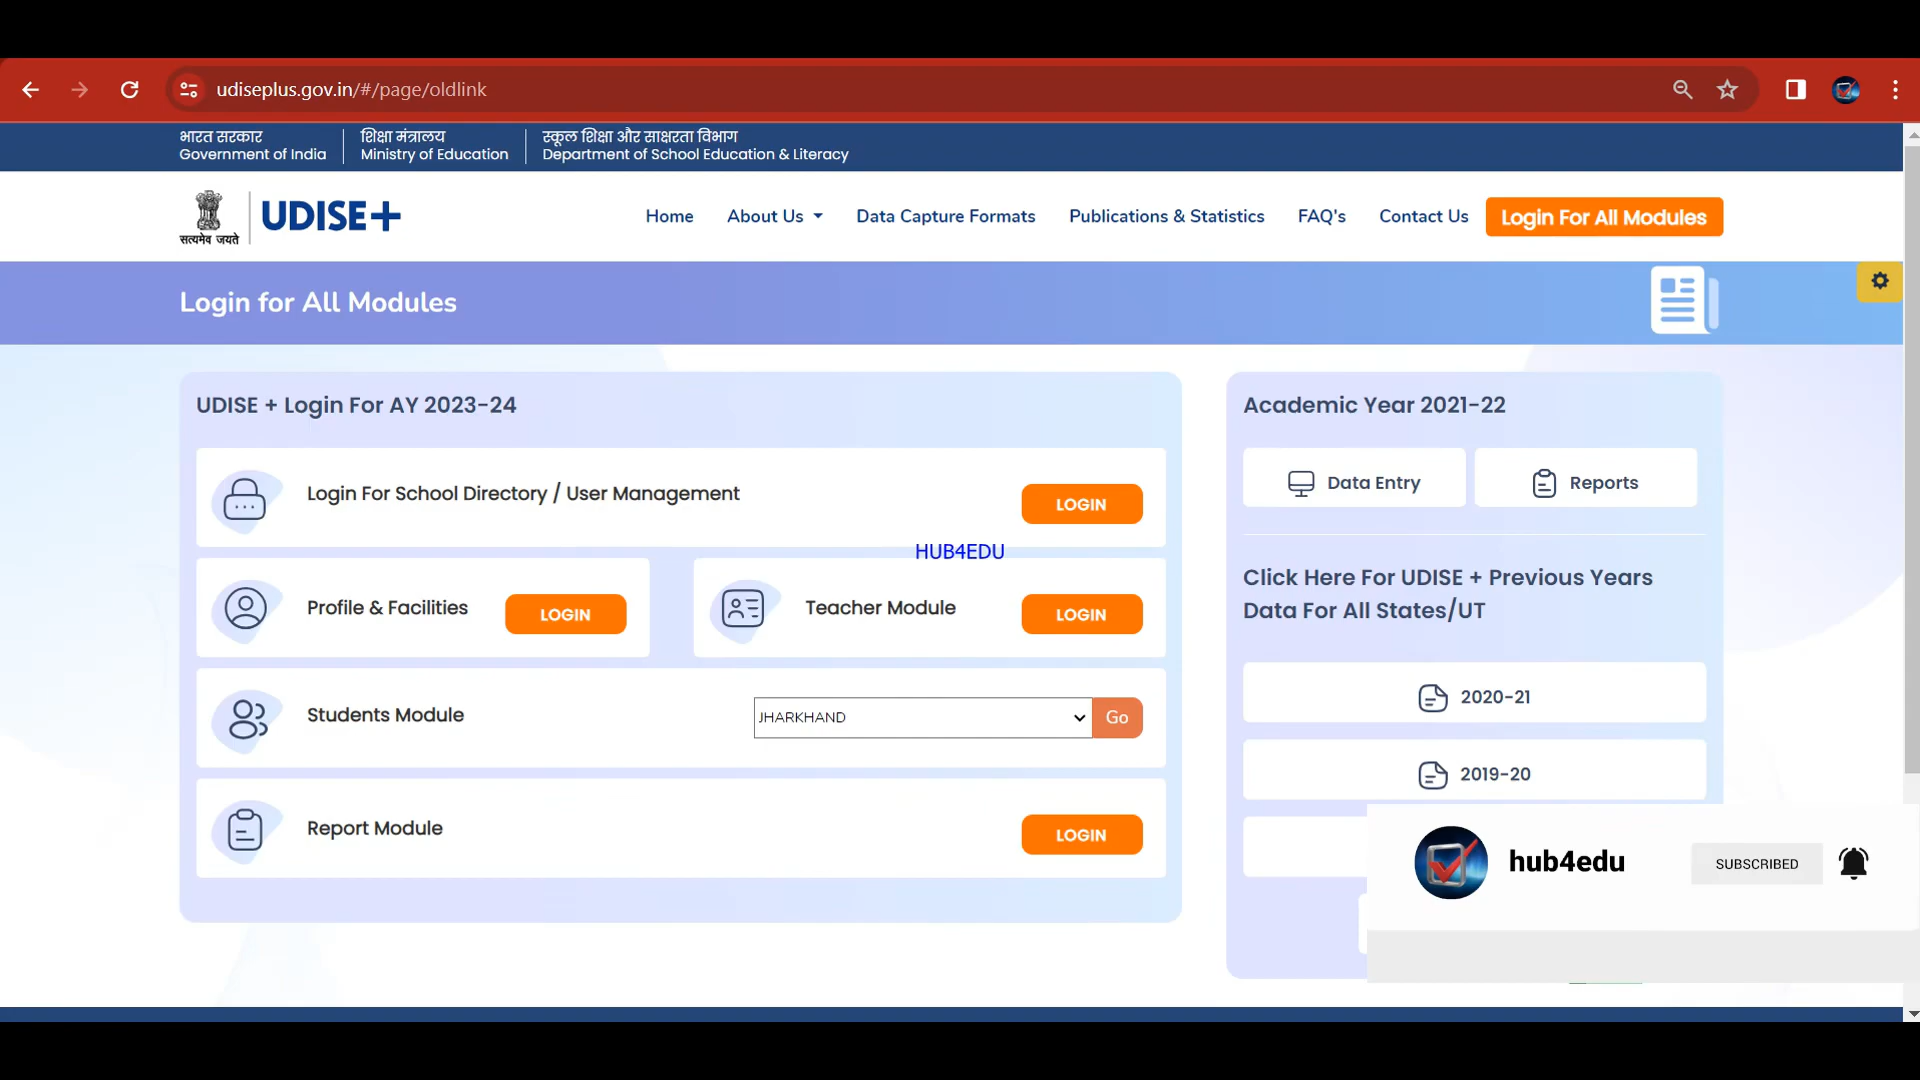 udiseplus.gov.in/#/page/oldlink
भारत सरकार
Government of India
शिक्षा मंत्रालय
Ministry of Education
स्कूल शिक्षा और साक्षरता विभाग
Department of School Education & Literacy
सत्यमेव जयते
UDISE+
Home
About Us
Data Capture Formats
Publications & Statistics
FAQ's
Contact Us
Login For All Modules
Login for All Modules
UDISE + Login For AY 2023-24
Login For School Directory / User Management
LOGIN
HUB4EDU
Profile & Facilities
LOGIN
Teacher Module
LOGIN
Students Module
JHARKHAND
Go
Report Module
LOGIN
Academic Year 2021-22
Data Entry
Reports
Click Here For UDISE + Previous Years
Data For All States/UT
2020-21
2019-20
hub4edu
SUBSCRIBED